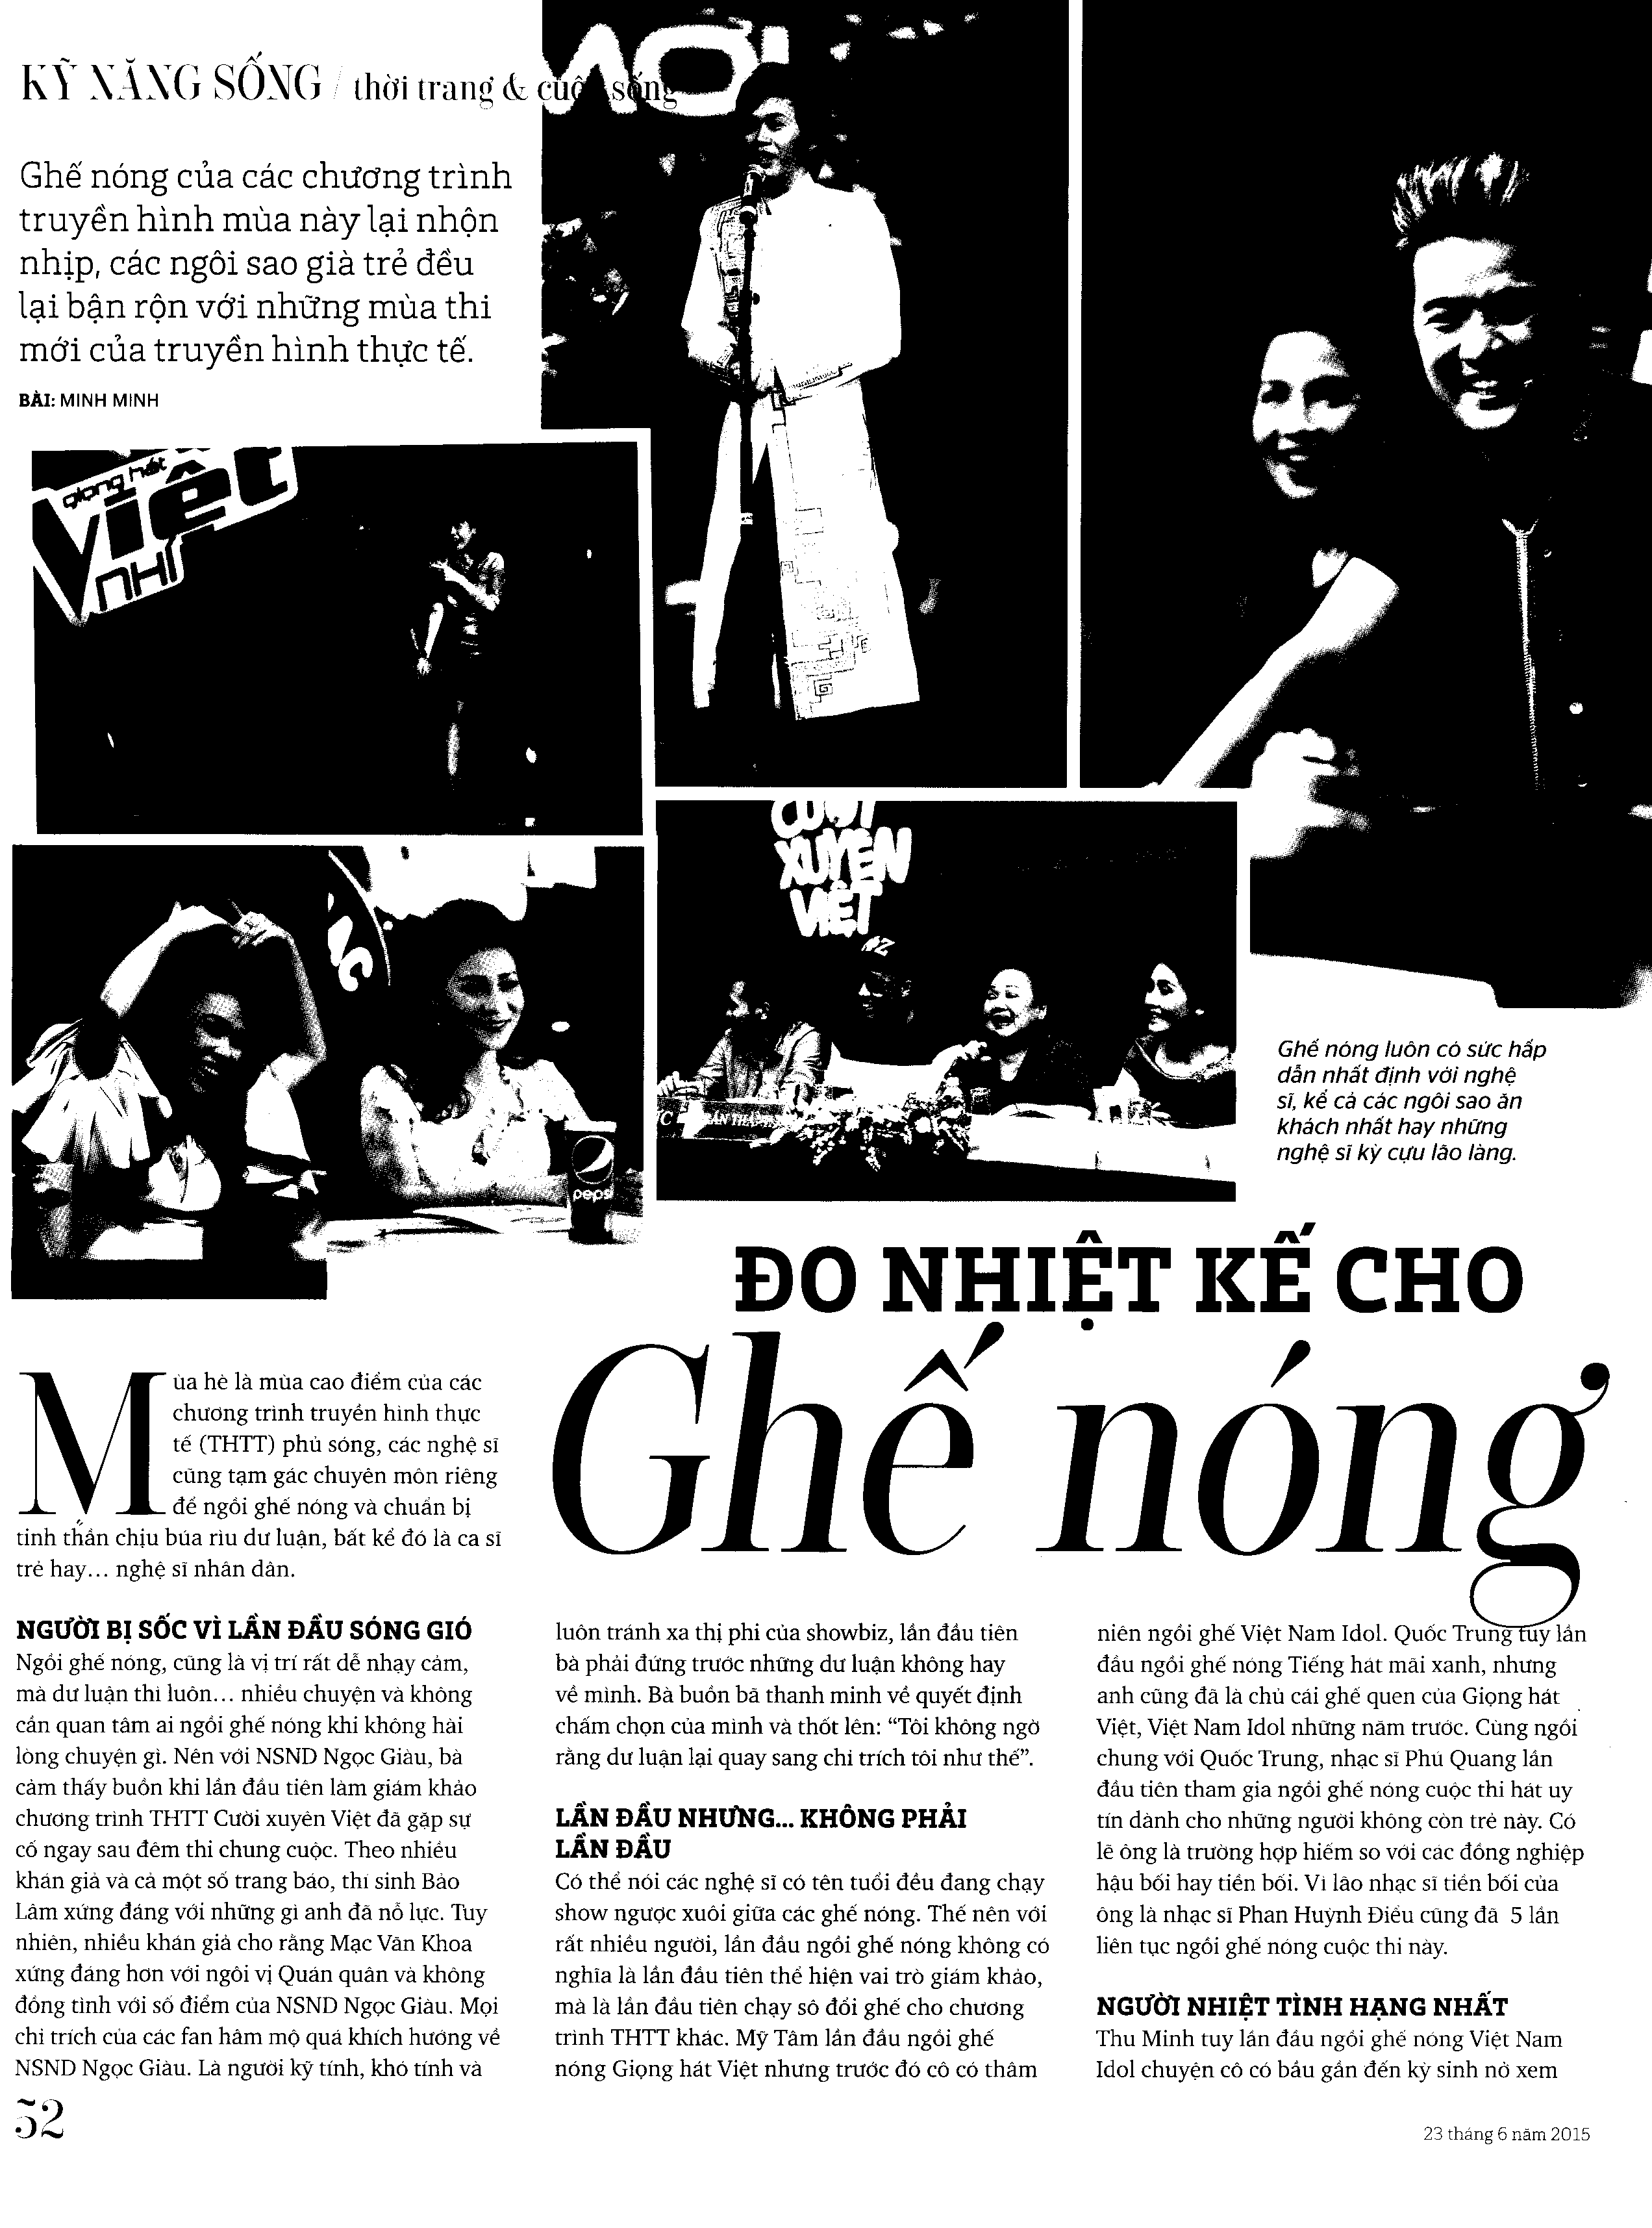 KỸ NĂNG SỐNG / thời trang & cuộc sống
Ghế nóng của các chương trình
truyền hình mùa này lại nhộn
nhịp, các ngôi sao già trẻ đều
lại bận rộn với những mùa thi
mới của truyền hình thực tế.
BÀI: MINH MINH
giọng hát
Việt
NHÍ
CƯỜI
XUYÊN
VIỆT
pepsi
Ghế nóng luôn có sức hấp
dẫn nhất định với nghệ
sĩ, kể cả các ngôi sao ăn
khách nhất hay những
nghệ sĩ kỳ cựu lão làng.
ĐO NHIỆT KẾ CHO
Ghế nóng
Mùa hè là mùa cao điểm của các
chương trình truyền hình thực
tế (THTT) phủ sóng, các nghệ sĩ
cũng tạm gác chuyên môn riêng
để ngồi ghế nóng và chuẩn bị
tinh thần chịu búa rìu dư luận, bất kể đó là ca sĩ
trẻ hay... nghệ sĩ nhân dân.
NGƯỜI BỊ SỐC VÌ LẦN ĐẦU SÓNG GIÓ
Ngồi ghế nóng, cũng là vị trí rất dễ nhạy cảm,
mà dư luận thì luôn... nhiều chuyện và không
cần quan tâm ai ngồi ghế nóng khi không hài
lòng chuyện gì. Nên với NSND Ngọc Giàu, bà
cảm thấy buồn khi lần đầu tiên làm giám khảo
chương trình THTT Cười xuyên Việt đã gặp sự
cố ngay sau đêm thi chung cuộc. Theo nhiều
khán giả và cả một số trang báo, thí sinh Bảo
Lâm xứng đáng với những gì anh đã nỗ lực. Tuy
nhiên, nhiều khán giả cho rằng Mạc Văn Khoa
xứng đáng hơn với ngôi vị Quán quân và không
đồng tình với số điểm của NSND Ngọc Giàu. Mọi
chỉ trích của các fan hâm mộ quá khích hướng về
NSND Ngọc Giàu. Là người kỹ tính, khó tính và
luôn tránh xa thị phi của showbiz, lần đầu tiên
bà phải đứng trước những dư luận không hay
về mình. Bà buồn bã thanh minh về quyết định
chấm chọn của mình và thốt lên: “Tôi không ngờ
rằng dư luận lại quay sang chỉ trích tôi như thế”.
LẦN ĐẦU NHƯNG... KHÔNG PHẢI
LẦN ĐẦU
Có thể nói các nghệ sĩ có tên tuổi đều đang chạy
show ngược xuôi giữa các ghế nóng. Thế nên với
rất nhiều người, lần đầu ngồi ghế nóng không có
nghĩa là lần đầu tiên thể hiện vai trò giám khảo,
mà là lần đầu tiên chạy sô đổi ghế cho chương
trình THTT khác. Mỹ Tâm lần đầu ngồi ghế
nóng Giọng hát Việt nhưng trước đó cô có thâm
niên ngồi ghế Việt Nam Idol. Quốc Trung tuy lần
đầu ngồi ghế nóng Tiếng hát mãi xanh, nhưng
anh cũng đã là chủ cái ghế quen của Giọng hát
Việt, Việt Nam Idol những năm trước. Cùng ngồi
chung với Quốc Trung, nhạc sĩ Phú Quang lần
đầu tiên tham gia ngồi ghế nóng cuộc thi hát uy
tín dành cho những người không còn trẻ này. Có
lẽ ông là trường hợp hiếm so với các đồng nghiệp
hậu bối hay tiền bối. Vì lão nhạc sĩ tiền bối của
ông là nhạc sĩ Phan Huỳnh Điểu cũng đã 5 lần
liên tục ngồi ghế nóng cuộc thi này.
NGƯỜI NHIỆT TÌNH HẠNG NHẤT
Thu Minh tuy lần đầu ngồi ghế nóng Việt Nam
Idol chuyện cô có bầu gần đến kỳ sinh nở xem
52
23 tháng 6 năm 2015